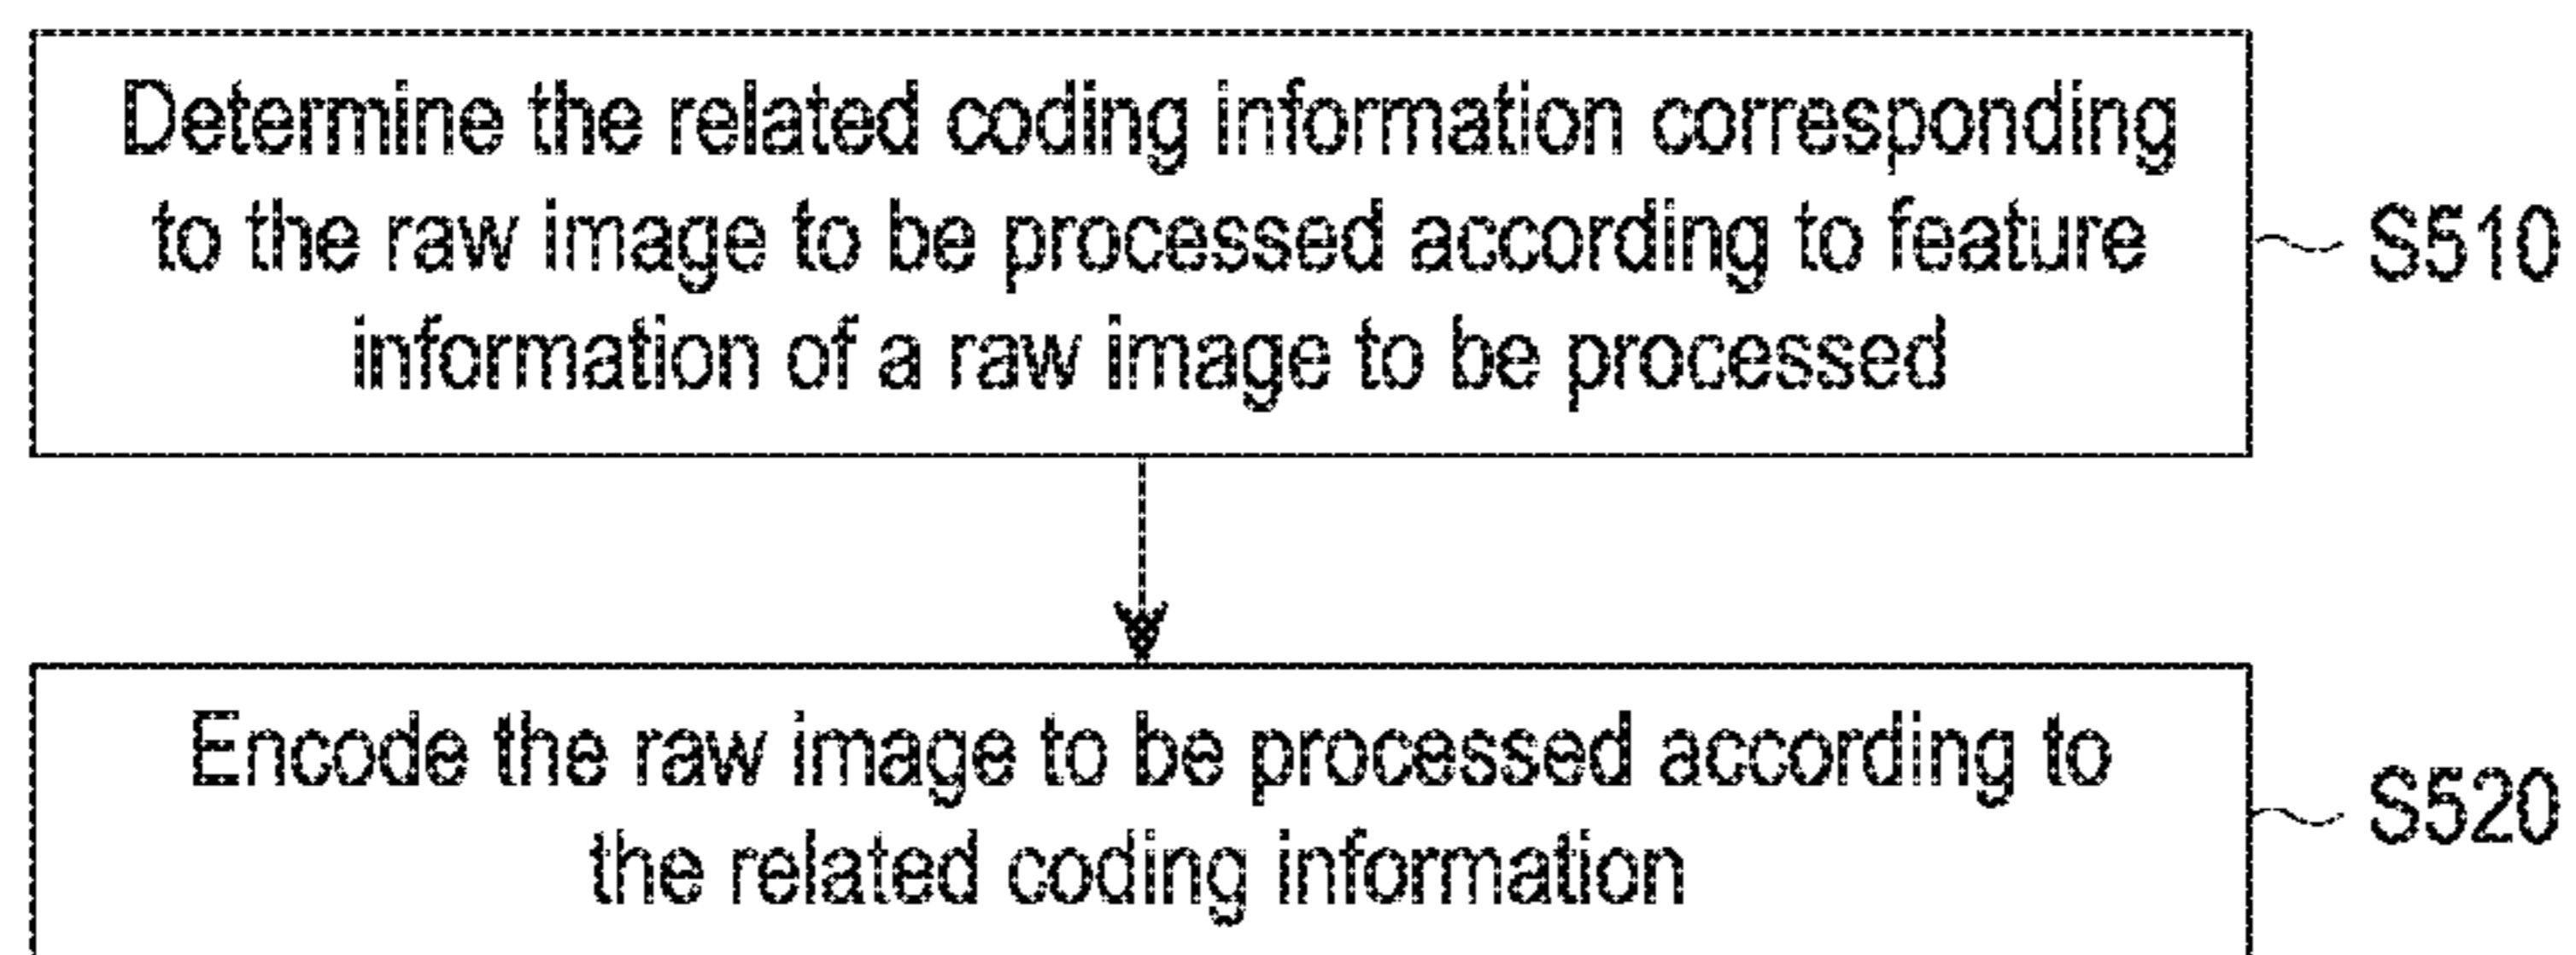 Determine the related coding information corresponding
to the raw image to be processed according to feature
information of a raw image to be processed
S510
Encode the raw image to be processed according to
the related coding information
S520